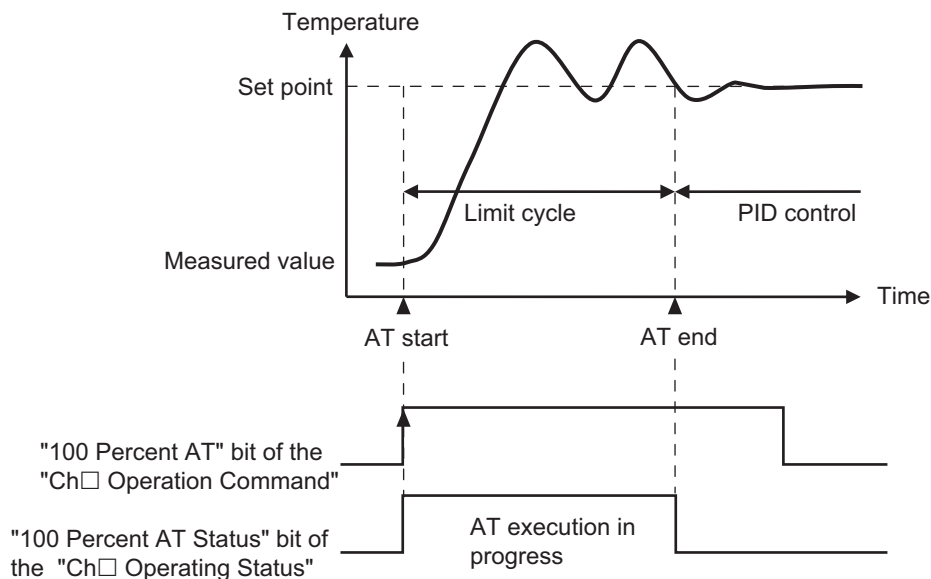 Temperature
Set point
Limit cycle
PID control
Measured value
Time
AT start
AT end
"100 Percent AT" bit of the
"Ch□ Operation Command"
"100 Percent AT Status" bit of
the "Ch□ Operating Status"
AT execution in
progress